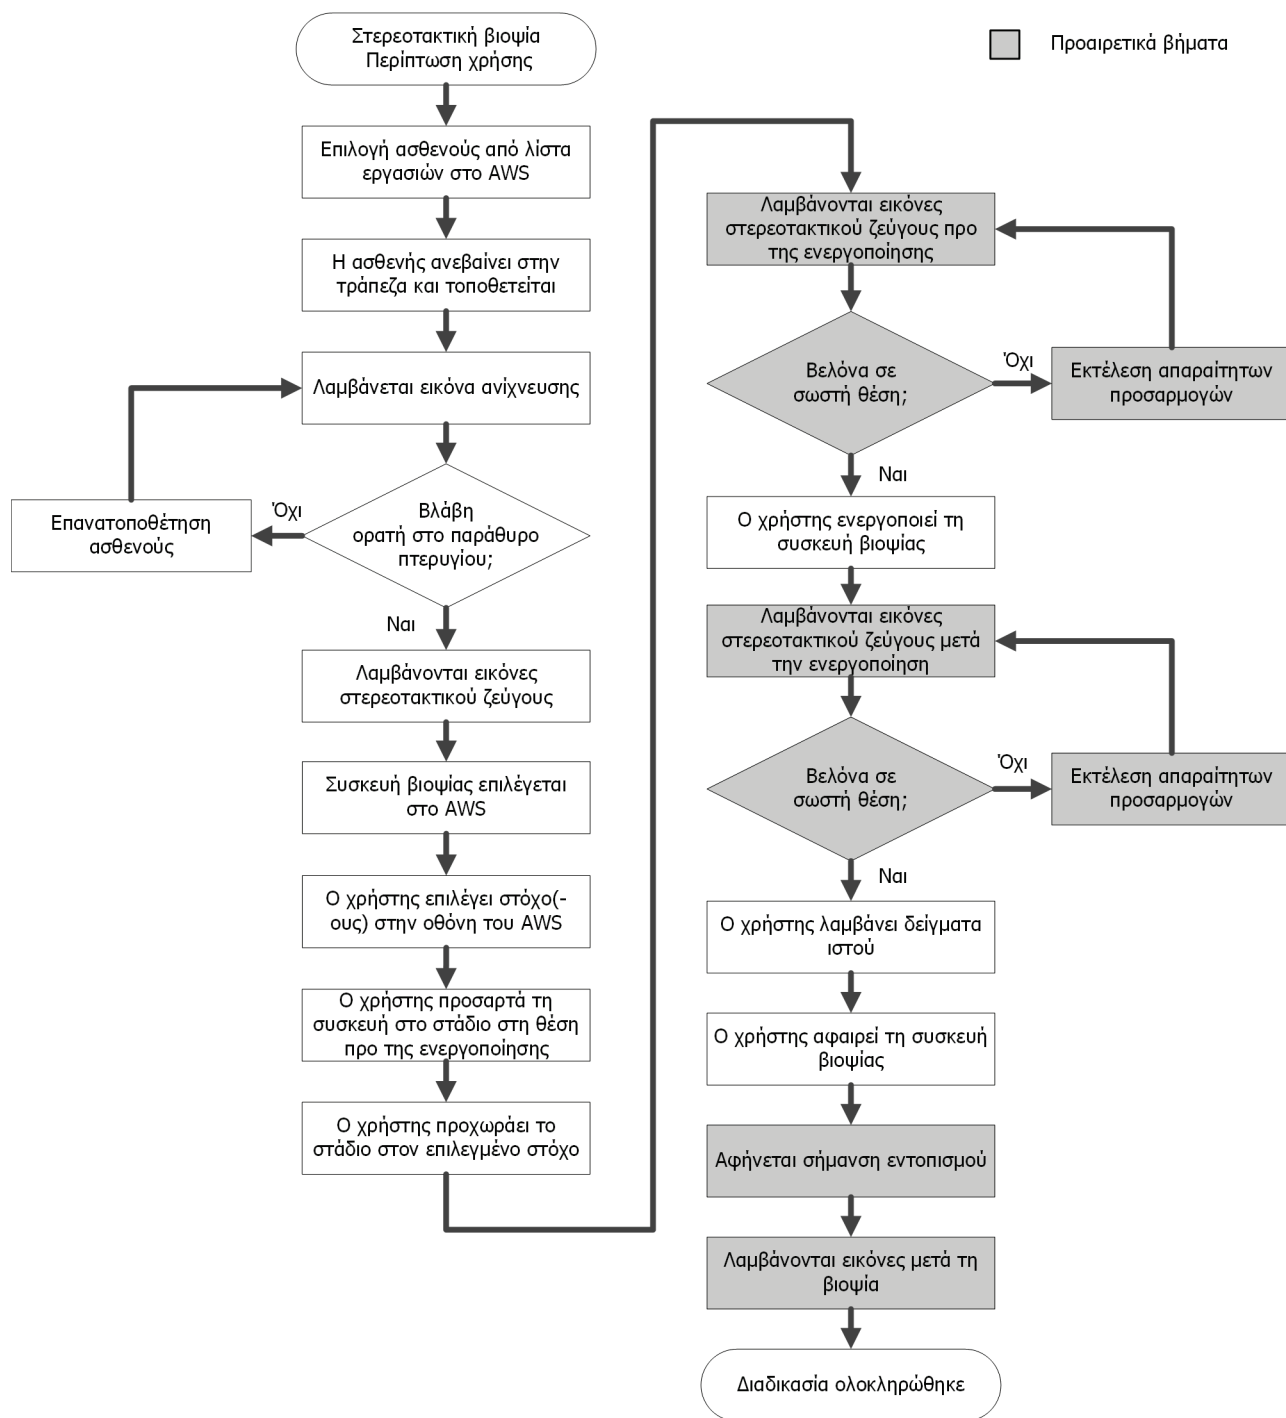 Στερεοτακτική βιοψία
Περίπτωση χρήσης
Επιλογή ασθενούς από λίστα
εργασιών στο AWS
Η ασθενής ανεβαίνει στην
τράπεζα και τοποθετείται
Λαμβάνεται εικόνα ανίχνευσης
Βλάβη
ορατή στο παράθυρο
πτερυγίου;
Όχι
Επανατοποθέτηση
ασθενούς
Ναι
Λαμβάνονται εικόνες
στερεοτακτικού ζεύγους
Συσκευή βιοψίας επιλέγεται
στο AWS
Ο χρήστης επιλέγει στόχο(-
ους) στην οθόνη του AWS
Ο χρήστης προσαρτά τη
συσκευή στο στάδιο στη θέση
προ της ενεργοποίησης
Ο χρήστης προχωράει το
στάδιο στον επιλεγμένο στόχο
Προαιρετικά βήματα
Λαμβάνονται εικόνες
στερεοτακτικού ζεύγους προ
της ενεργοποίησης
Βελόνα σε
σωστή θέση;
Όχι
Εκτέλεση απαραίτητων
προσαρμογών
Ναι
Ο χρήστης ενεργοποιεί τη
συσκευή βιοψίας
Λαμβάνονται εικόνες
στερεοτακτικού ζεύγους μετά
την ενεργοποίηση
Βελόνα σε
σωστή θέση;
Όχι
Εκτέλεση απαραίτητων
προσαρμογών
Ναι
Ο χρήστης λαμβάνει δείγματα
ιστού
Ο χρήστης αφαιρεί τη συσκευή
βιοψίας
Αφήνεται σήμανση εντοπισμού
Λαμβάνονται εικόνες μετά τη
βιοψία
Διαδικασία ολοκληρώθηκε